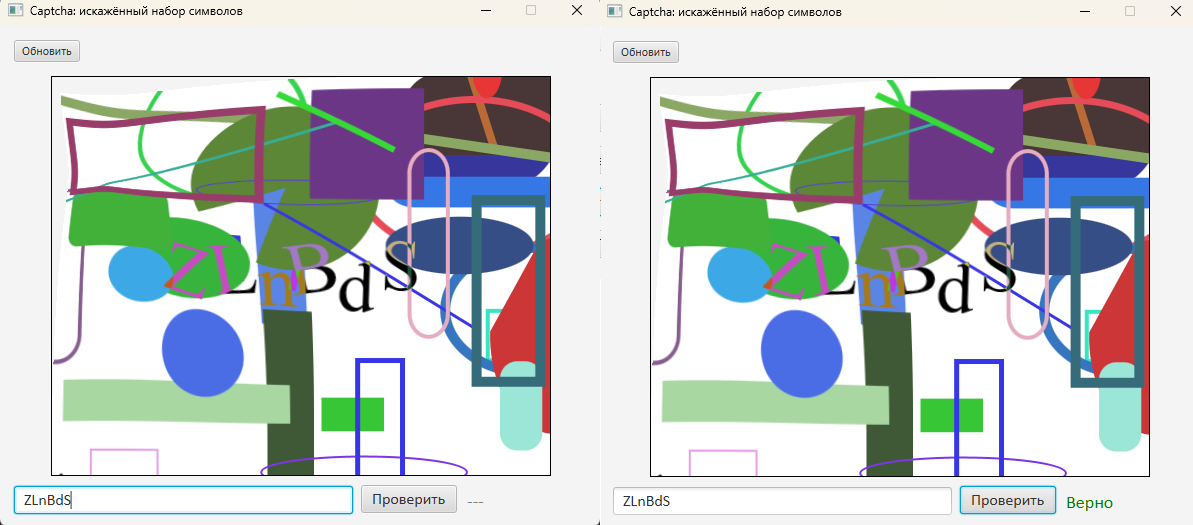 Captcha: искажённый набор символов
Обновить
ZLnBdS
ZLnBdS
Проверить
---
Captcha: искажённый набор символов
Обновить
ZLnBdS
ZLnBdS
Проверить
Верно